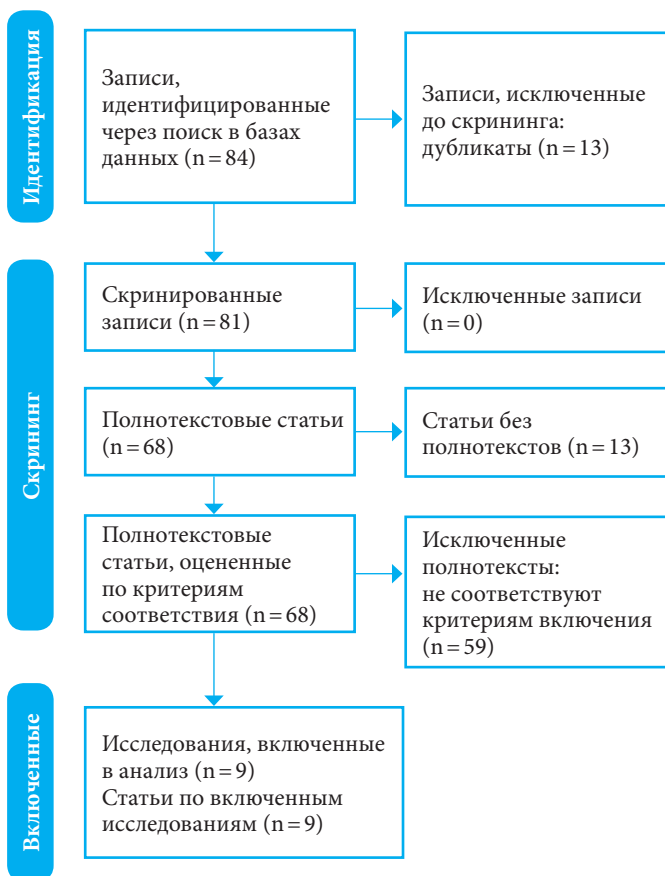 Идентификация
Записи,
идентифицированные
через поиск в базах
данных (n = 84)
Записи, исключенные
до скрининга:
дубликаты (n = 13)
Скрининг
Скринированные
записи (n = 81)
Исключенные записи
(n = 0)
Полнотекстовые статьи
(n = 68)
Статьи без
полнотекстов (n = 13)
Полнотекстовые
статьи, оцененные
по критериям
соответствия (n = 68)
Исключенные
полнотексты:
не соответствуют
критериям включения
(n = 59)
Включенные
Исследования, включенные
в анализ (n = 9)
Статьи по включенным
исследованиям (n = 9)